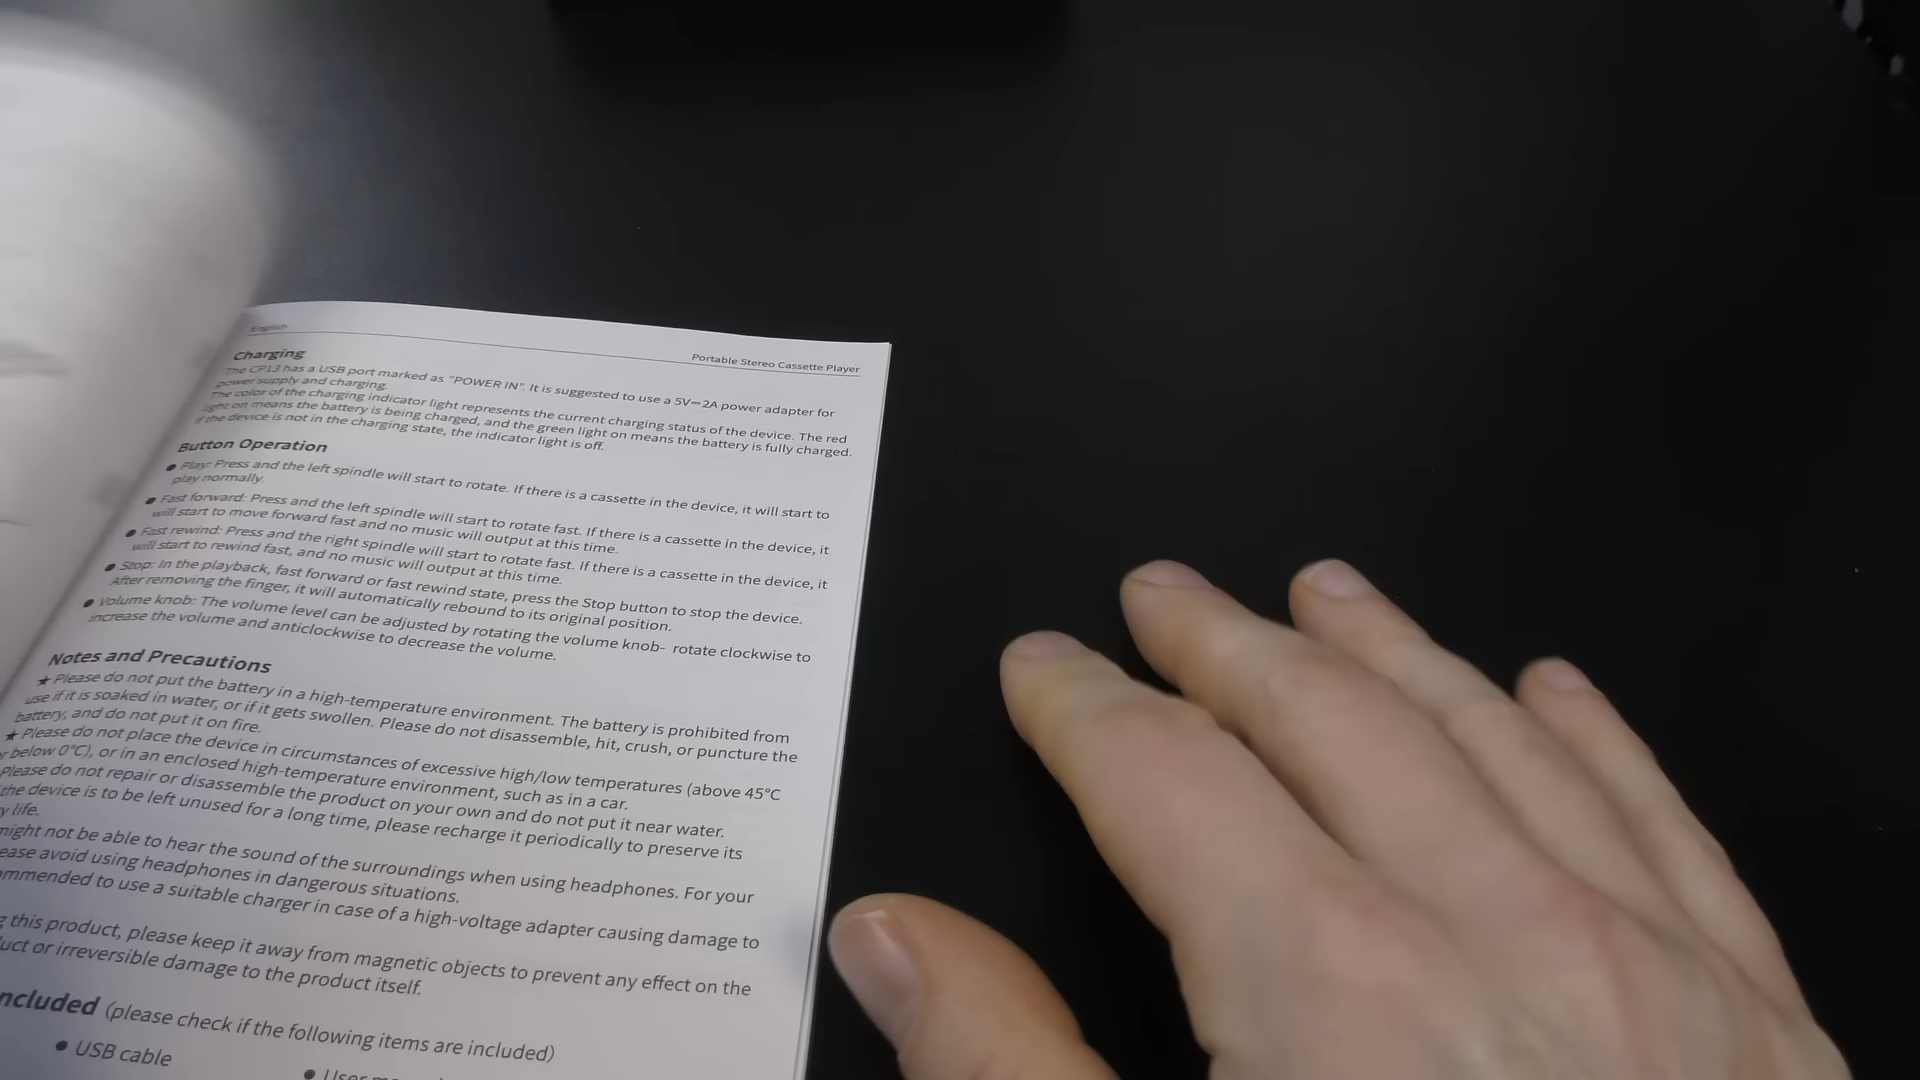 English
Portable Stereo Cassette Player
Charging
The CP13 has a USB port marked as "POWER IN". It is suggested to use a 5V=2A power adapter for
power supply and charging.
The color of the charging indicator light represents the current charging status of the device. The red
light on means the battery is being charged, and the green light on means the battery is fully charged.
If the device is not in the charging state, the indicator light is off.
Button Operation
● Play: Press and the left spindle will start to rotate. If there is a cassette in the device, it will start to
play normally.
● Fast forward: Press and the left spindle will start to rotate fast. If there is a cassette in the device, it
will start to move forward fast and no music will output at this time.
● Fast rewind: Press and the right spindle will start to rotate fast. If there is a cassette in the device, it
will start to rewind fast, and no music will output at this time.
● Stop: In the playback, fast forward or fast rewind state, press the Stop button to stop the device.
After removing the finger, it will automatically rebound to its original position.
● Volume knob: The volume level can be adjusted by rotating the volume knob- rotate clockwise to
increase the volume and anticlockwise to decrease the volume.
Notes and Precautions
★ Please do not put the battery in a high-temperature environment. The battery is prohibited from
use if it is soaked in water, or if it gets swollen. Please do not disassemble, hit, crush, or puncture the
battery, and do not put it on fire.
★ Please do not place the device in circumstances of excessive high/low temperatures (above 45°C
r below 0°C), or in an enclosed high-temperature environment, such as in a car.
Please do not repair or disassemble the product on your own and do not put it near water.
the device is to be left unused for a long time, please recharge it periodically to preserve its
y life.
might not be able to hear the sound of the surroundings when using headphones. For your
ease avoid using headphones in dangerous situations.
ommended to use a suitable charger in case of a high-voltage adapter causing damage to
g this product, please keep it away from magnetic objects to prevent any effect on the
uct or irreversible damage to the product itself.
ncluded (please check if the following items are included)
● USB cable
● User